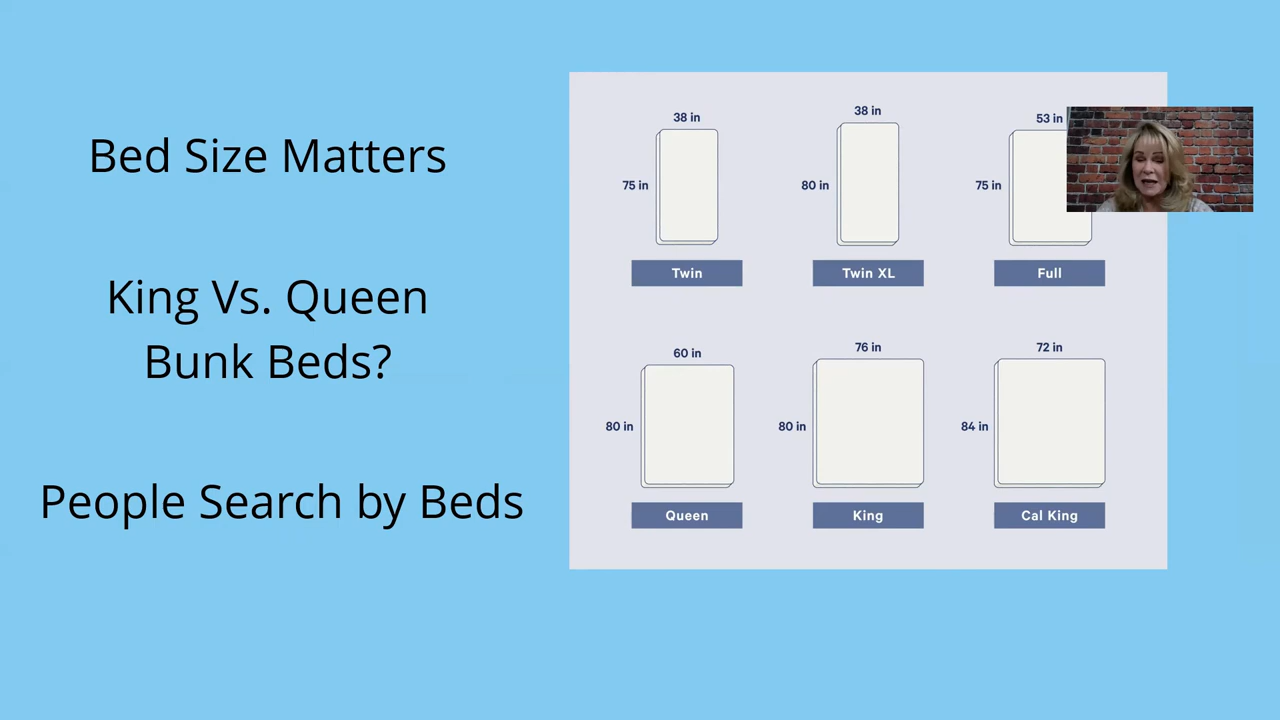 Bed Size Matters
King Vs. Queen
Bunk Beds?
People Search by Beds
38 in
38 in
53 in
75 in
80 in
75 in
Twin
Twin XL
Full
60 in
76 in
72 in
80 in
80 in
84 in
Queen
King
Cal King